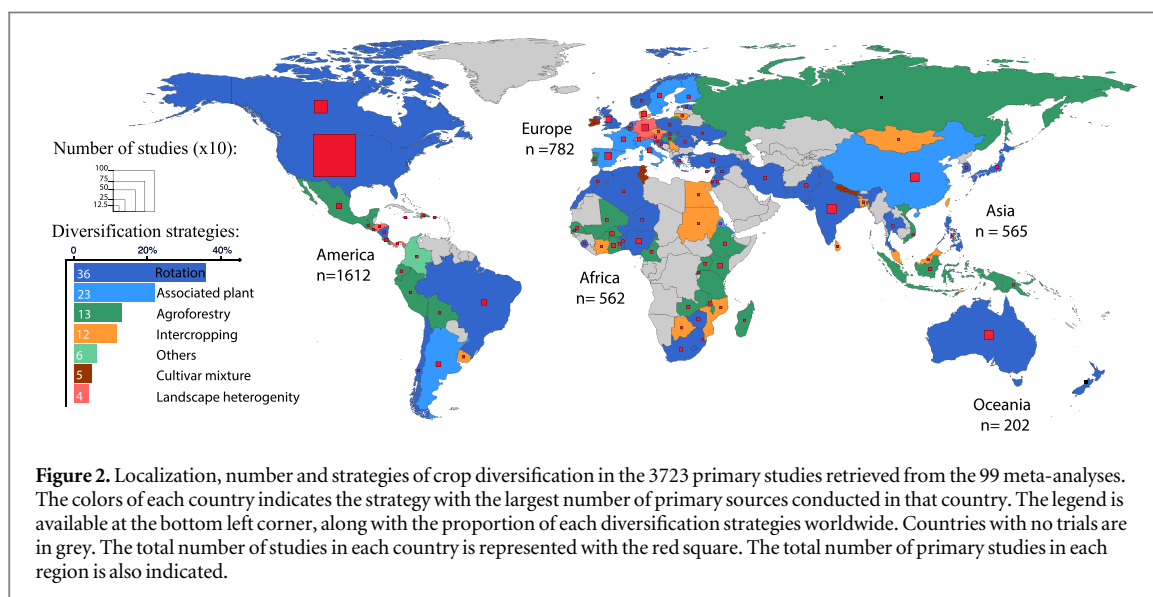 Number of studies (x10):
100
75
50
25
12.5
Diversification strategies:
0 20% 40%
36 Rotation
23 Associated plant
13 Agroforestry
12 Intercropping
6 Others
5 Cultivar mixture
4 Landscape heterogenity
America
n=1612
Europe
n =782
Africa
n= 562
Asia
n= 565
Oceania
n= 202
Figure 2. Localization, number and strategies of crop diversification in the 3723 primary studies retrieved from the 99 meta-analyses.
The colors of each country indicates the strategy with the largest number of primary sources conducted in that country. The legend is
available at the bottom left corner, along with the proportion of each diversification strategies worldwide. Countries with no trials are
in grey. The total number of studies in each country is represented with the red square. The total number of primary studies in each
region is also indicated.